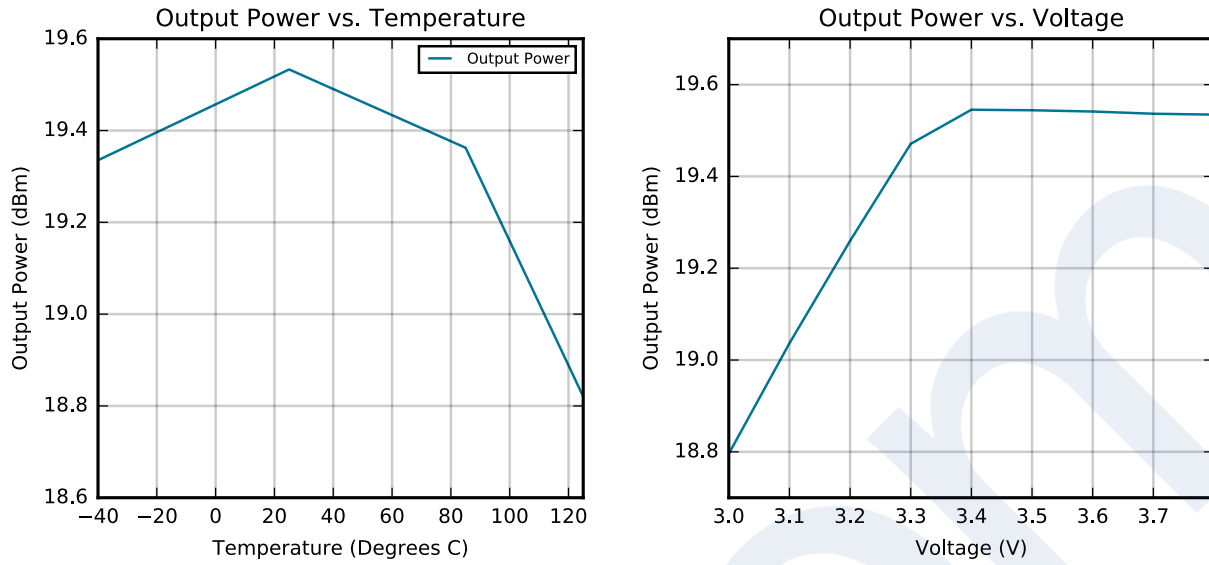 Output Power vs. Temperature
19.6
19.4
19.2
19.0
18.8
18.6
Output Power (dBm)
Output Power
−40 −20 0 20 40 60 80 100 120
Temperature (Degrees C)
Output Power vs. Voltage
19.6
19.4
19.2
19.0
18.8
Output Power (dBm)
3.0 3.1 3.2 3.3 3.4 3.5 3.6 3.7
Voltage (V)